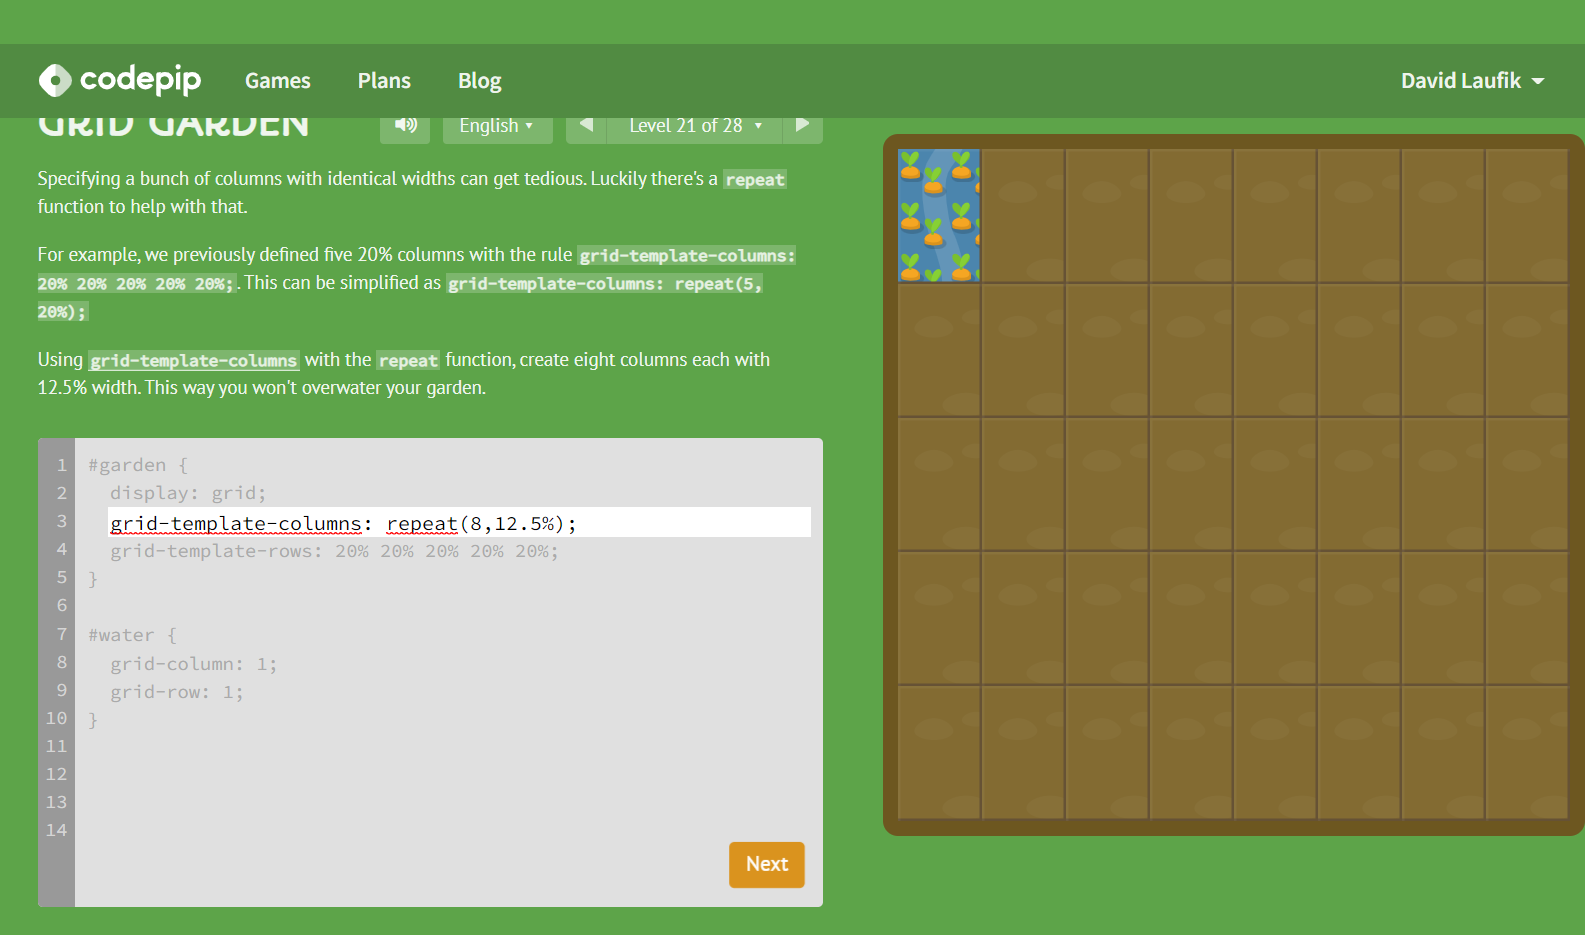 codepip Games Plans Blog David Laufik
GRID GARDEN English Level 21 of 28
Specifying a bunch of columns with identical widths can get tedious. Luckily there's a repeat
function to help with that.
For example, we previously defined five 20% columns with the rule grid-template-columns:
20% 20% 20% 20% 20%;. This can be simplified as grid-template-columns: repeat(5,
20%);
Using grid-template-columns with the repeat function, create eight columns each with
12.5% width. This way you won't overwater your garden.
1 #garden {
2 display: grid;
3 grid-template-columns: repeat(8,12.5%);
4 grid-template-rows: 20% 20% 20% 20% 20%;
5 }
6
7 #water {
8 grid-column: 1;
9 grid-row: 1;
10 }
11
12
13
14
Next